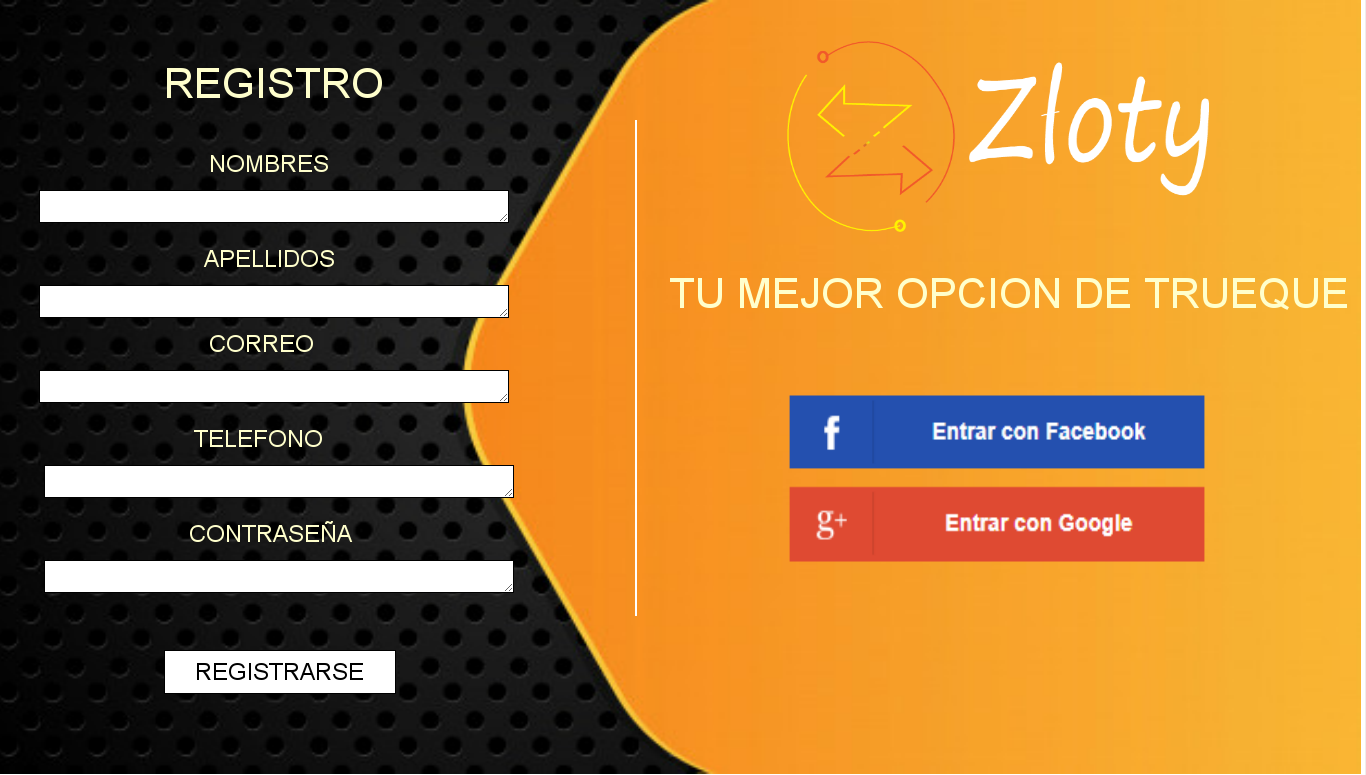 REGISTRO
NOMBRES
APELLIDOS
CORREO
TELEFONO
CONTRASEÑA
REGISTRARSE
Zloty
TU MEJOR OPCION DE TRUEQUE
f Entrar con Facebook
g+ Entrar con Google